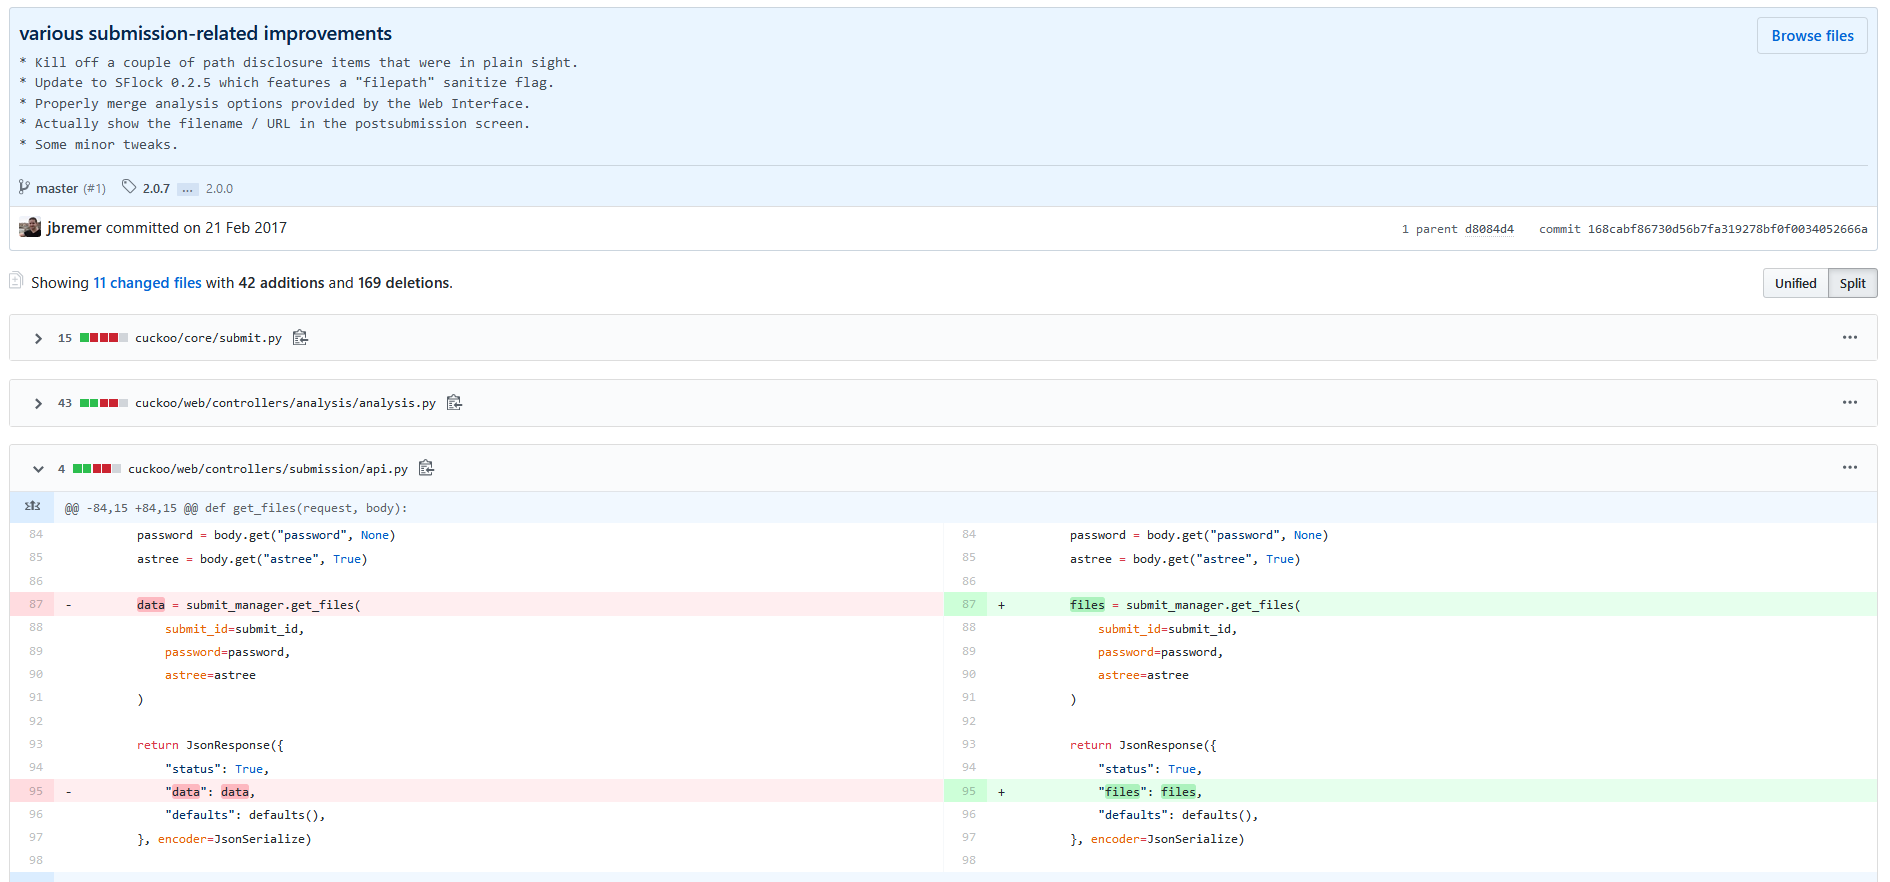 various submission-related improvements
Browse files
* Kill off a couple of path disclosure items that were in plain sight.
* Update to SFlock 0.2.5 which features a "filepath" sanitize flag.
* Properly merge analysis options provided by the Web Interface.
* Actually show the filename / URL in the postsubmission screen.
* Some minor tweaks.
master (#1) 2.0.7 ... 2.0.0
jbremer committed on 21 Feb 2017
1 parent d8084d4 commit 168cabf86730d56b7fa319278bf0f0034052666a
Showing 11 changed files with 42 additions and 169 deletions.
Unified Split
15 cuckoo/core/submit.py
43 cuckoo/web/controllers/analysis/analysis.py
4 cuckoo/web/controllers/submission/api.py
@@ -84,15 +84,15 @@ def get_files(request, body):
84 password = body.get("password", None) 84 password = body.get("password", None)
85 astree = body.get("astree", True) 85 astree = body.get("astree", True)
86 86
87 - data = submit_manager.get_files( 87 + files = submit_manager.get_files(
88 submit_id=submit_id, 88 submit_id=submit_id,
89 password=password, 89 password=password,
90 astree=astree 90 astree=astree
91 ) 91 )
92 92
93 return JsonResponse({ 93 return JsonResponse({
94 "status": True, 94 "status": True,
95 - "data": data, 95 + "files": files,
96 "defaults": defaults(), 96 "defaults": defaults(),
97 }, encoder=JsonSerialize) 97 }, encoder=JsonSerialize)
98 98